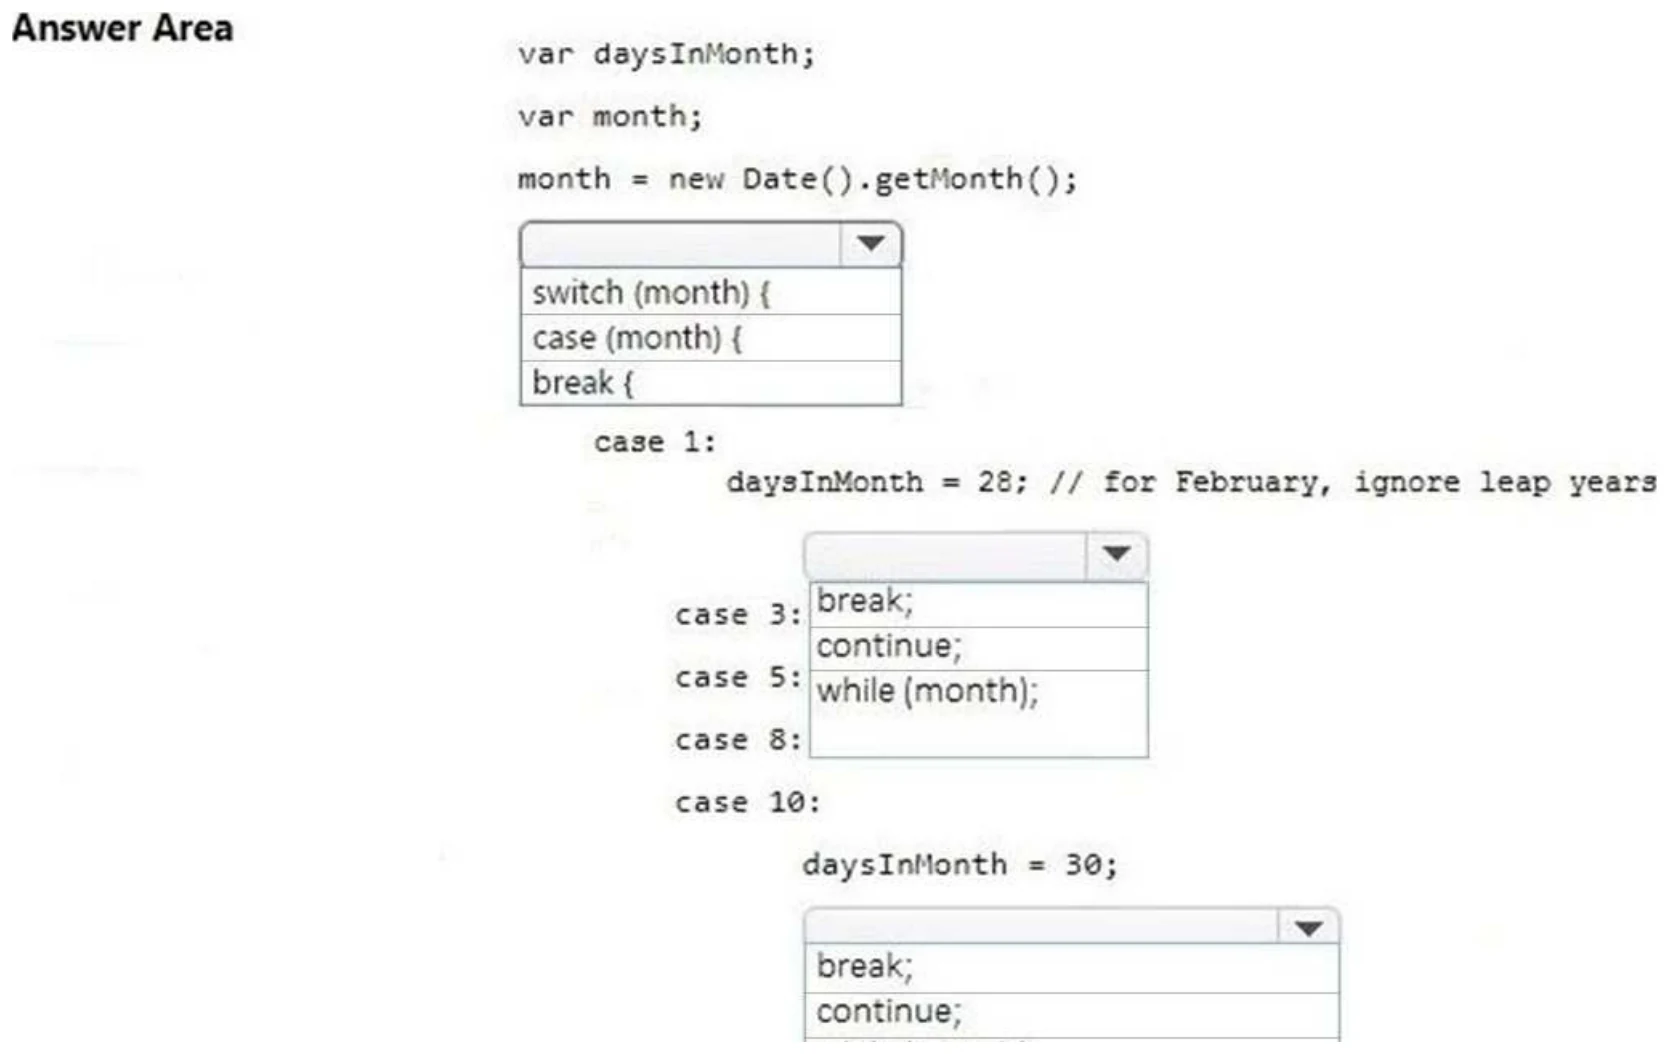 Answer Area
var daysInMonth;
var month;
month = new Date().getMonth();
switch (month) {
case (month) {
break {
case 1:
daysInMonth = 28; // for February, ignore leap years
break;
case 3:
continue;
case 5:
while (month);
case 8:
case 10:
daysInMonth = 30;
break;
continue;